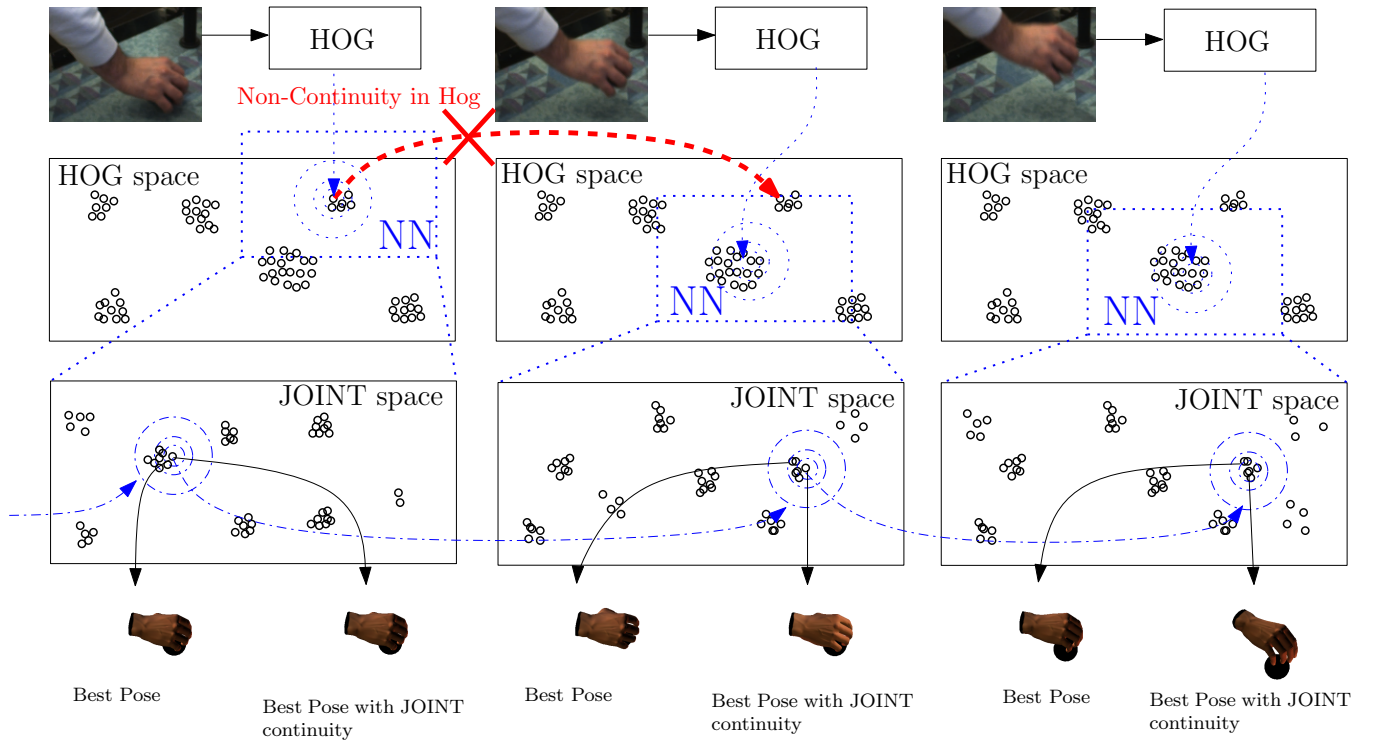 HOG
HOG
HOG
Non-Continuity in Hog
HOG space
HOG space
HOG space
NN
NN
NN
JOINT space
JOINT space
JOINT space
Best Pose
Best Pose with JOINT
continuity
Best Pose
Best Pose with JOINT
continuity
Best Pose
Best Pose with JOINT
continuity